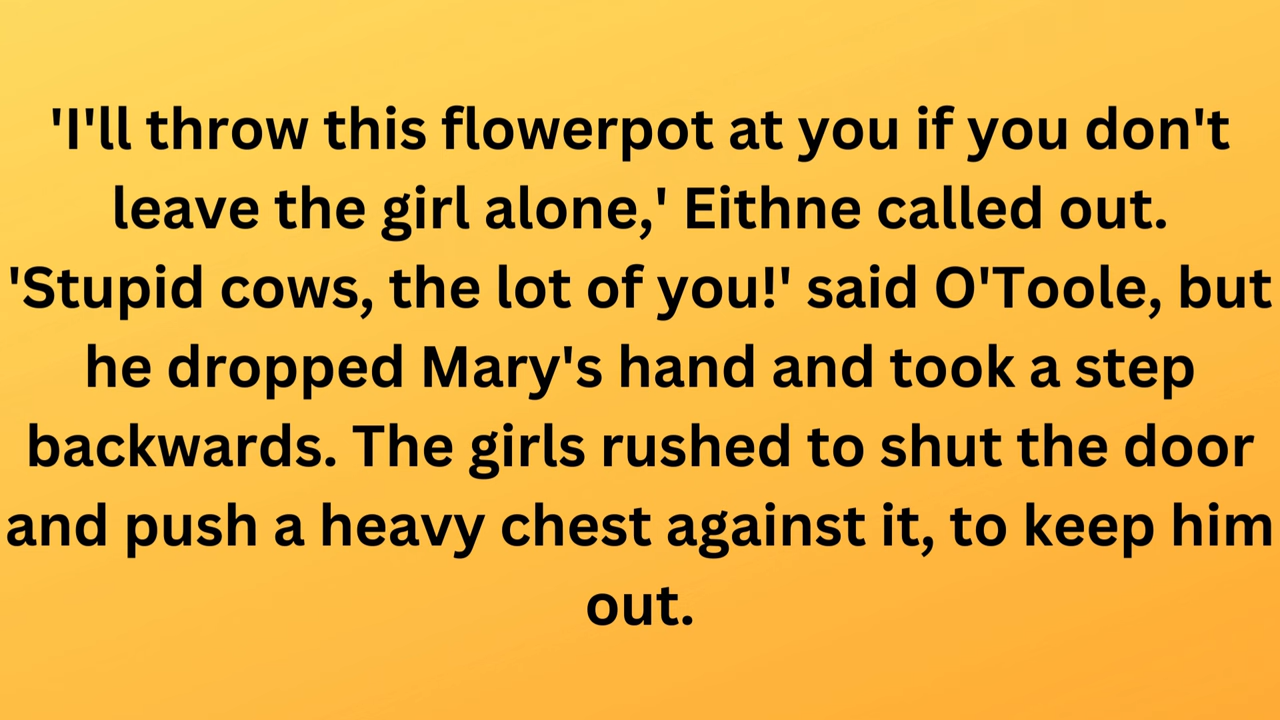 'I'll throw this flowerpot at you if you don't
leave the girl alone,' Eithne called out.
'Stupid cows, the lot of you!' said O'Toole, but
he dropped Mary's hand and took a step
backwards. The girls rushed to shut the door
and push a heavy chest against it, to keep him
out.